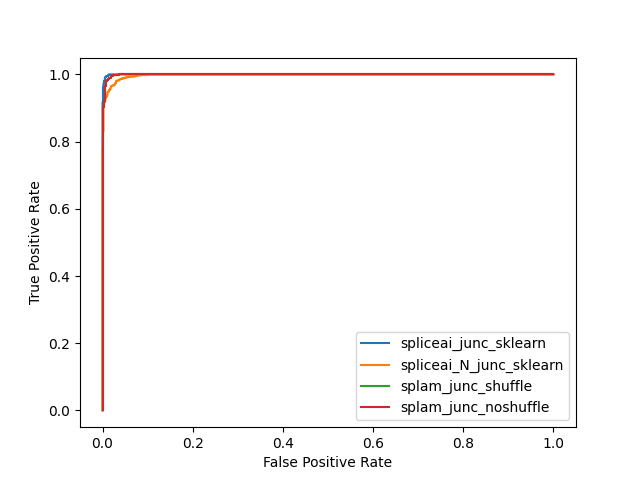 1.0
0.8
0.6
0.4
0.2
0.0
True Positive Rate
spliceai_junc_sklearn
spliceai_N_junc_sklearn
splam_junc_shuffle
splam_junc_noshuffle
0.0 0.2 0.4 0.6 0.8 1.0
False Positive Rate